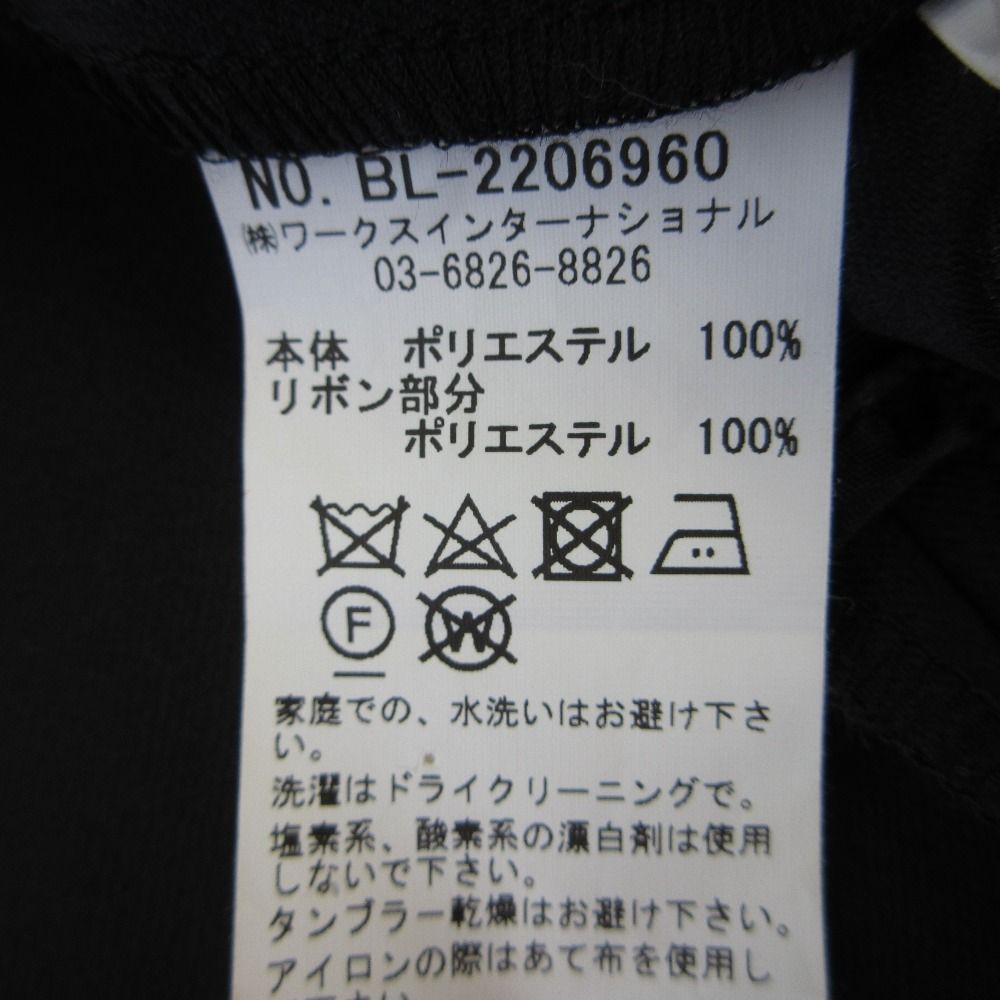 NO. BL-2206960
㈱ワークスインターナショナル
03-6826-8826
本体　ポリエステル　100%
リボン部分
ポリエステル　100%
F W
家庭での、水洗いはお避け下さ
い。
洗濯はドライクリーニングで。
塩素系、酸素系の漂白剤は使用
しないで下さい。
タンブラー乾燥はお避け下さい。
アイロンの際はあて布を使用し
て下さい